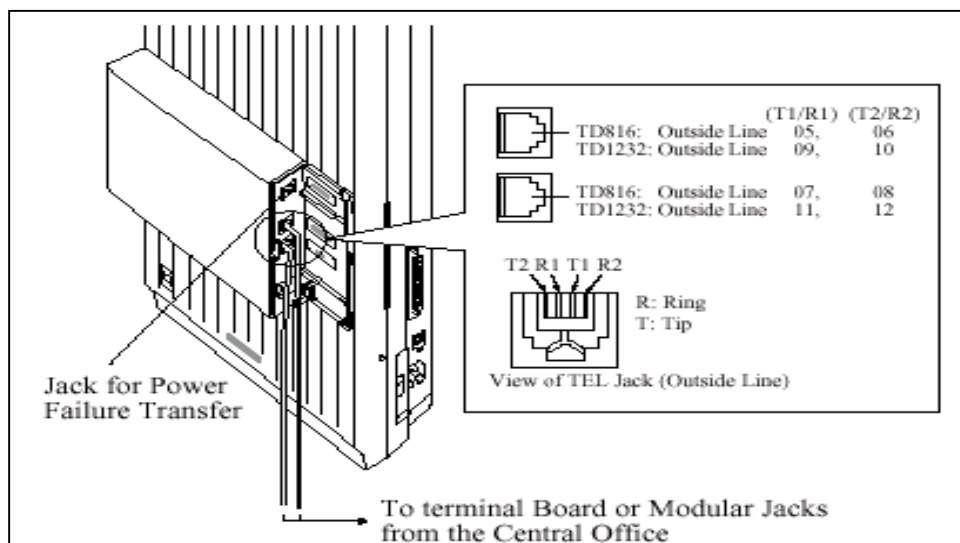 (T1/R1) (T2/R2)
TD816: Outside Line 05, 06
TD1232: Outside Line 09, 10
TD816: Outside Line 07, 08
TD1232: Outside Line 11, 12
T2 R1 T1 R2
R: Ring
T: Tip
View of TEL Jack (Outside Line)
Jack for Power
Failure Transfer
To terminal Board or Modular Jacks
from the Central Office